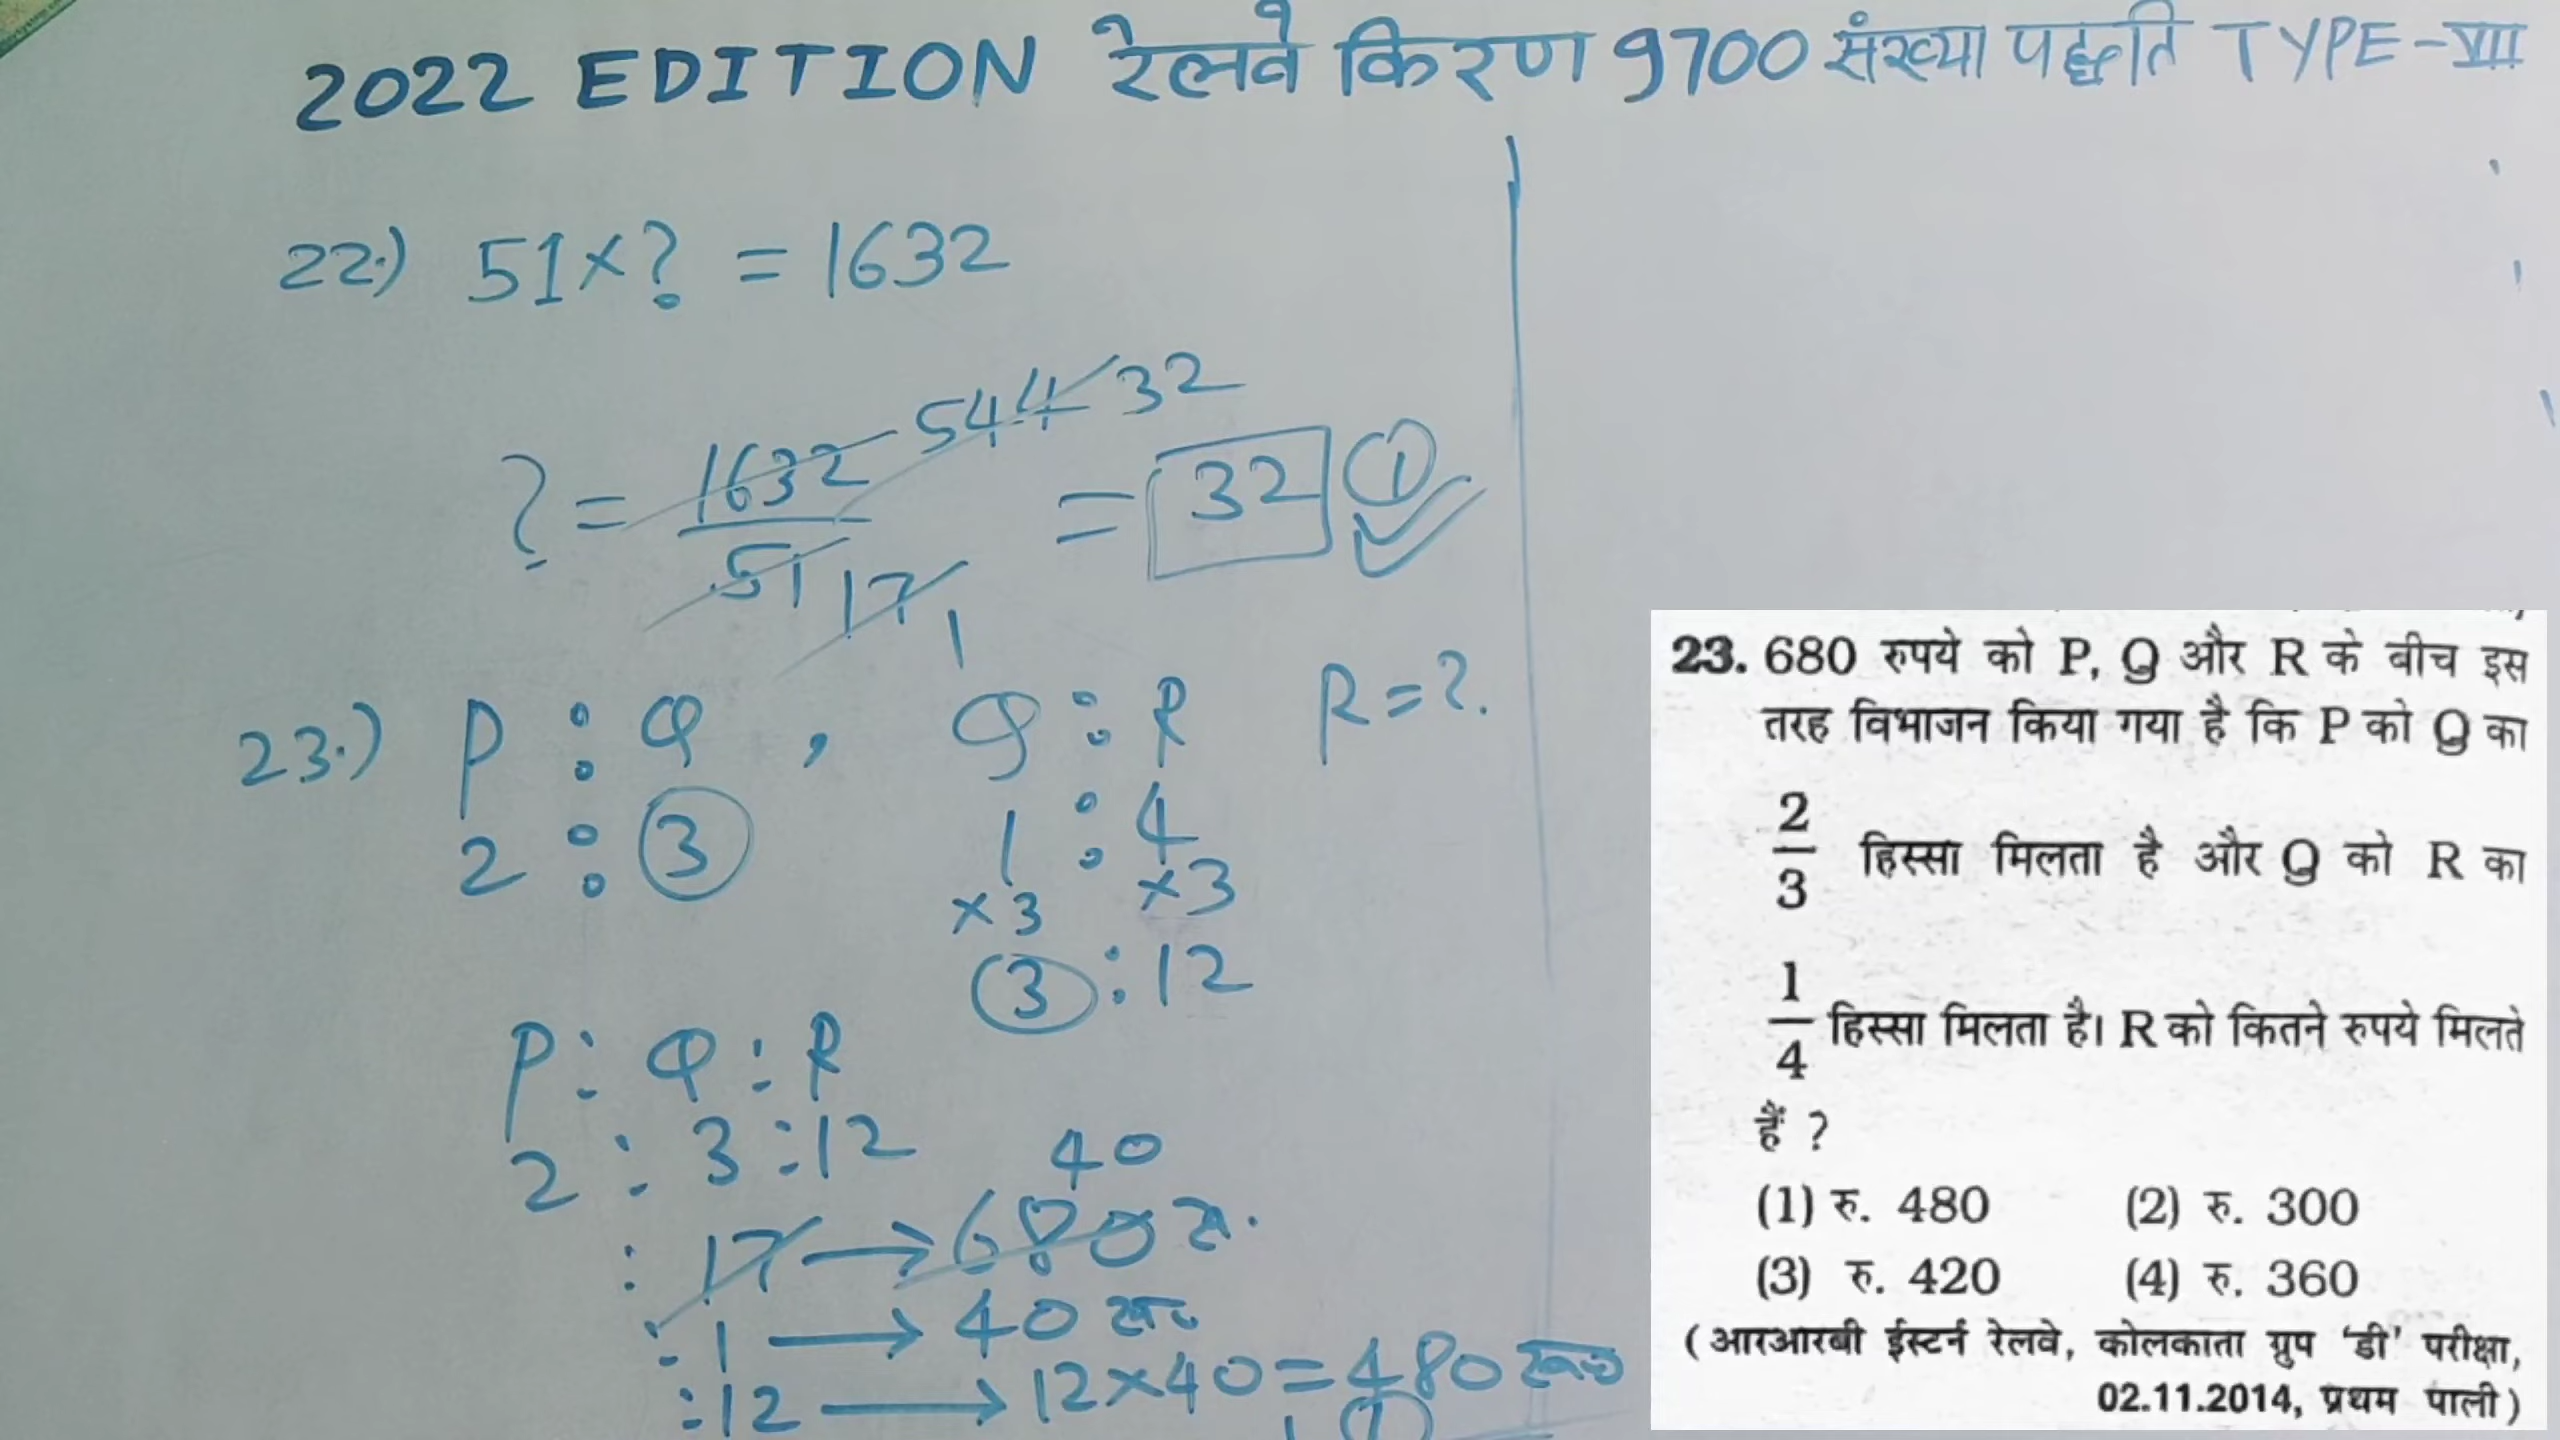 2022 EDITION रेलवे किरण 9700 संख्या पद्धति TYPE-VII
22.) 51×? = 1632
544 32
? = 1632/51 = 32 ①
17
1
23.) P : Q , Q : R R=?.
2 : 3 1 : 4
×3 ×3
3 : 12
P : Q : R
2 : 3 : 12
40
∴ 17 → 680 रु.
∴ 1 → 40 रु०
∴ 12 → 12×40 = 480 रु०
①
23. 680 रुपये को P, Q और R के बीच इस
तरह विभाजन किया गया है कि P को Q का
2/3 हिस्सा मिलता है और Q को R का
1/4 हिस्सा मिलता है। R को कितने रुपये मिलते
हैं ?
(1) रु. 480 (2) रु. 300
(3) रु. 420 (4) रु. 360
(आरआरबी ईस्टर्न रेलवे, कोलकाता ग्रुप ‘डी’ परीक्षा,
02.11.2014, प्रथम पाली)